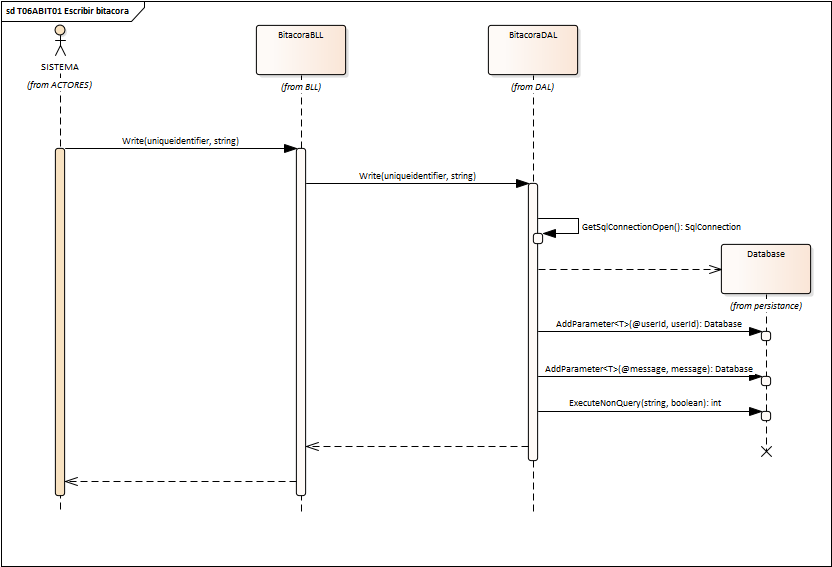 sd T06ABIT01 Escribir bitacora
BitacoraBLL
BitacoraDAL
SISTEMA
(from ACTORES)
(from BLL)
(from DAL)
Write(uniqueidentifier, string)
Write(uniqueidentifier, string)
GetSqlConnectionOpen(): SqlConnection
Database
(from persistance)
AddParameter<T>(@userId, userId): Database
AddParameter<T>(@message, message): Database
ExecuteNonQuery(string, boolean): int